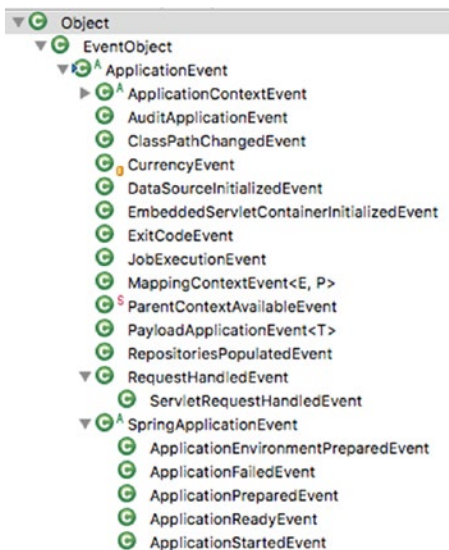 Object
EventObject
ApplicationEvent
ApplicationContextEvent
AuditApplicationEvent
ClassPathChangedEvent
CurrencyEvent
DataSourceInitializedEvent
EmbeddedServletContainerInitializedEvent
ExitCodeEvent
JobExecutionEvent
MappingContextEvent<E, P>
ParentContextAvailableEvent
PayloadApplicationEvent<T>
RepositoriesPopulatedEvent
RequestHandledEvent
ServletRequestHandledEvent
SpringApplicationEvent
ApplicationEnvironmentPreparedEvent
ApplicationFailedEvent
ApplicationPreparedEvent
ApplicationReadyEvent
ApplicationStartedEvent